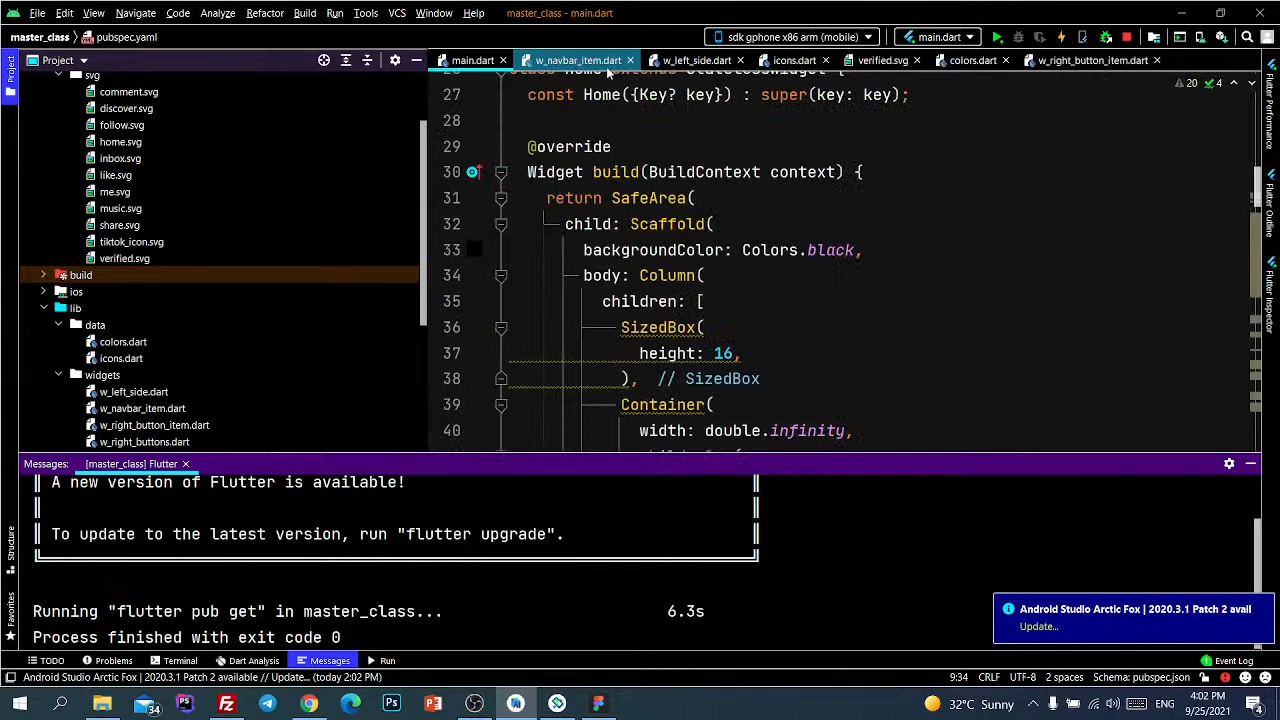 File Edit View Navigate Code Analyze Refactor Build Run Tools VCS Window Help master_class - main.dart
master_class pubspec.yaml sdk gphone x86 arm (mobile) main.dart
Project
main.dart w_navbar_item.dart w_left_side.dart icons.dart verified.svg colors.dart w_right_button_item.dart
svg
comment.svg
discover.svg
follow.svg
home.svg
inbox.svg
like.svg
me.svg
music.svg
share.svg
tiktok_icon.svg
verified.svg
build
ios
lib
data
colors.dart
icons.dart
widgets
w_left_side.dart
w_navbar_item.dart
w_right_button_item.dart
w_right_buttons.dart
20 4
27 const Home({Key? key}) : super(key: key);
28
29 @override
30 Widget build(BuildContext context) {
31 return SafeArea(
32 child: Scaffold(
33 backgroundColor: Colors.black,
34 body: Column(
35 children: [
36 SizedBox(
37 height: 16,
38 ), // SizedBox
39 Container(
40 width: double.infinity,
Project
Structure
Favorites
Flutter Performance
Flutter Outline
Flutter Inspector
Messages: [master_class] Flutter
A new version of Flutter is available!
To update to the latest version, run "flutter upgrade".
Running "flutter pub get" in master_class... 6.3s
Process finished with exit code 0
Android Studio Arctic Fox | 2020.3.1 Patch 2 avail
Update...
TODO Problems Terminal Dart Analysis Messages Run Event Log
Android Studio Arctic Fox | 2020.3.1 Patch 2 available // Update... (today 2:02 PM) 9:34 CRLF UTF-8 2 spaces Schema: pubspec.json
34 32°C Sunny 4:02 PM
9/25/2021 4